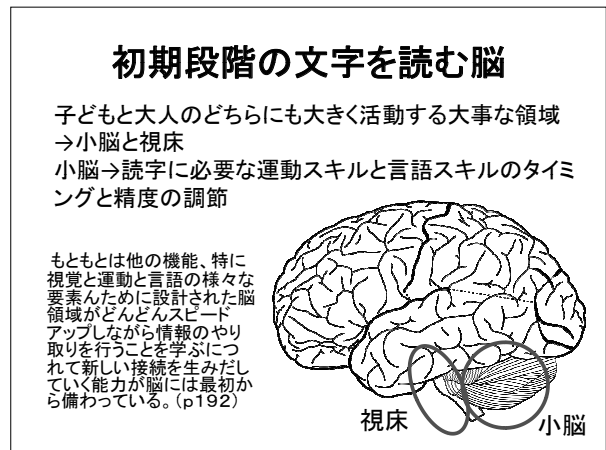 初期段階の文字を読む脳
子どもと大人のどちらにも大きく活動する大事な領域
→小脳と視床
小脳→読字に必要な運動スキルと言語スキルのタイミ
ングと精度の調節
もともとは他の機能、特に
視覚と運動と言語の様々な
要素んために設計された脳
領域がどんどんスピード
アップしながら情報のやり
取りを行うことを学ぶにつ
れて新しい接続を生みだし
ていく能力が脳には最初か
ら備わっている。(p192)
視床
小脳